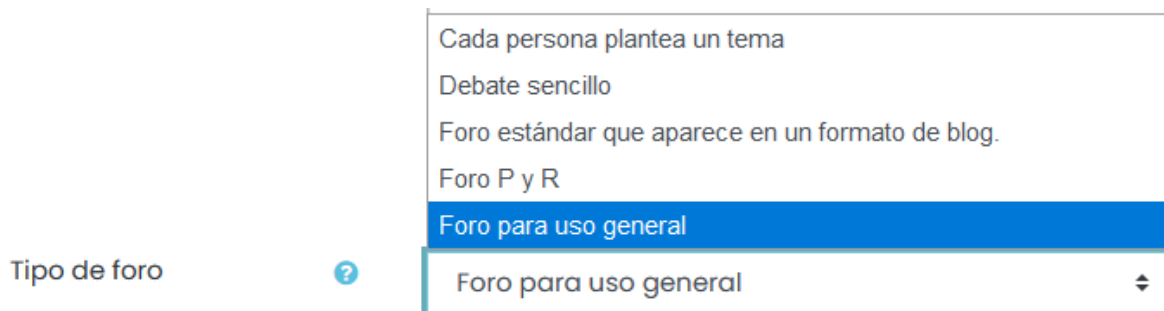 Cada persona plantea un tema
Debate sencillo
Foro estándar que aparece en un formato de blog.
Foro P y R
Foro para uso general
Tipo de foro ? Foro para uso general